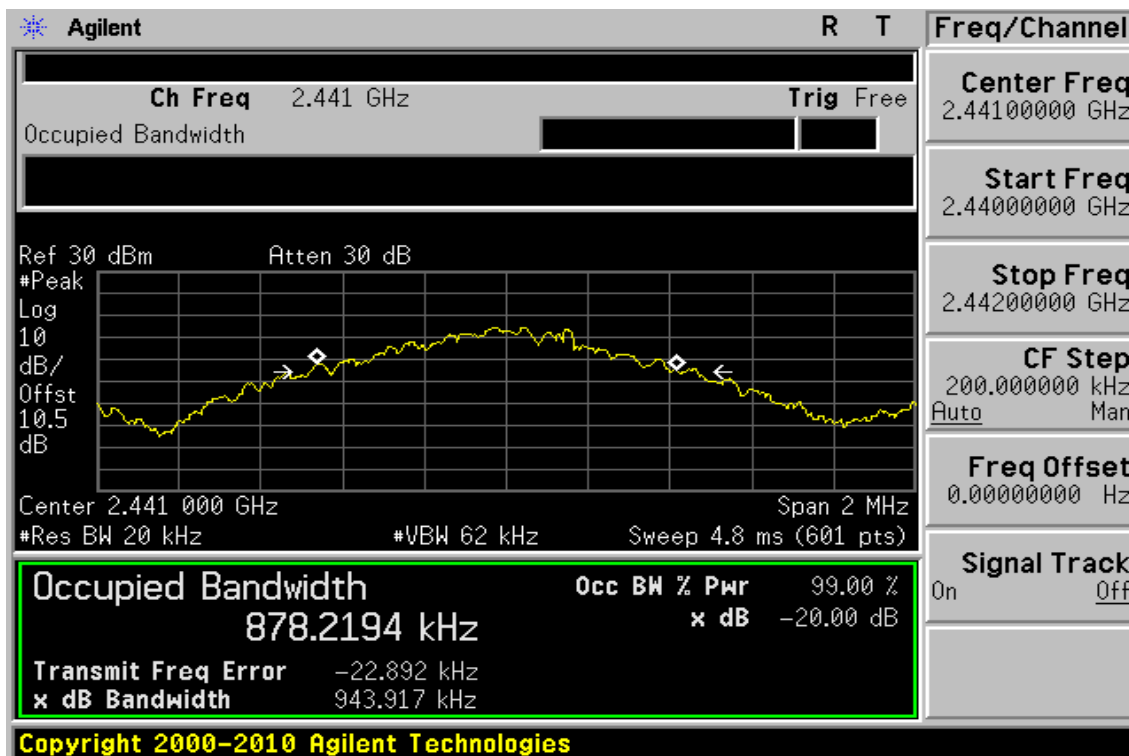 Agilent R T
Ch Freq 2.441 GHz Trig Free
Occupied Bandwidth
Ref 30 dBm Atten 30 dB
#Peak
Log
10
dB/
Offst
10.5
dB
Center 2.441 000 GHz Span 2 MHz
#Res BW 20 kHz #VBW 62 kHz Sweep 4.8 ms (601 pts)
Occupied Bandwidth
878.2194 kHz
Occ BW % Pwr 99.00 %
x dB -20.00 dB
Transmit Freq Error -22.892 kHz
x dB Bandwidth 943.917 kHz
Copyright 2000-2010 Agilent Technologies
Freq/Channel
Center Freq
2.44100000 GHz
Start Freq
2.44000000 GHz
Stop Freq
2.44200000 GHz
CF Step
200.000000 kHz
Auto Man
Freq Offset
0.00000000 Hz
Signal Track
On Off